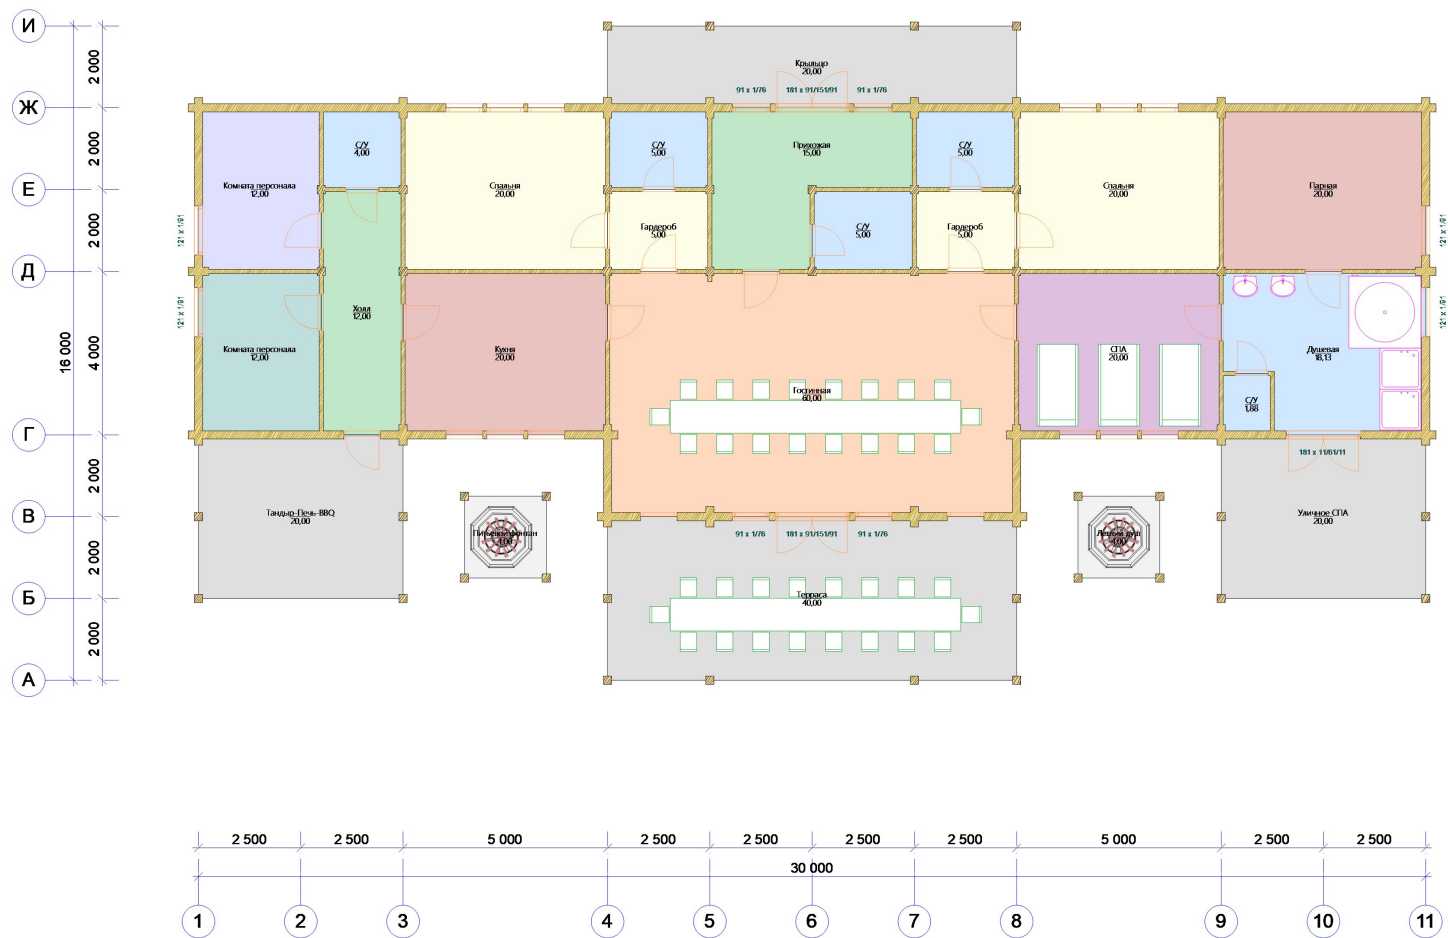 И
Ж
Е
Д
Г
В
Б
А
2 000
2 000
2 000
4 000
2 000
2 000
2 000
16 000
Крыльцо
20,00
91 x 1/76
181 x 91/151/91
91 x 1/76
Комната персонала
12,00
С/У
4,00
Спальня
20,00
С/У
5,00
Прихожая
15,00
С/У
5,00
Спальня
20,00
Парная
20,00
121 x 1/91
Гардероб
5,00
С/У
5,00
Гардероб
5,00
121 x 1/91
121 x 1/91
Комната персонала
12,00
Холл
12,00
Кухня
20,00
Гостинная
60,00
СПА
20,00
Душевая
18,13
С/У
1,88
121 x 1/91
181 x 11/61/11
Тандыр-Печь-BBQ
20,00
Питьевой фонтан
4,00
91 x 1/76
181 x 91/151/91
91 x 1/76
4,00
Уличное СПА
20,00
Терраса
40,00
2 500
2 500
5 000
2 500
2 500
2 500
2 500
5 000
2 500
2 500
30 000
1
2
3
4
5
6
7
8
9
10
11